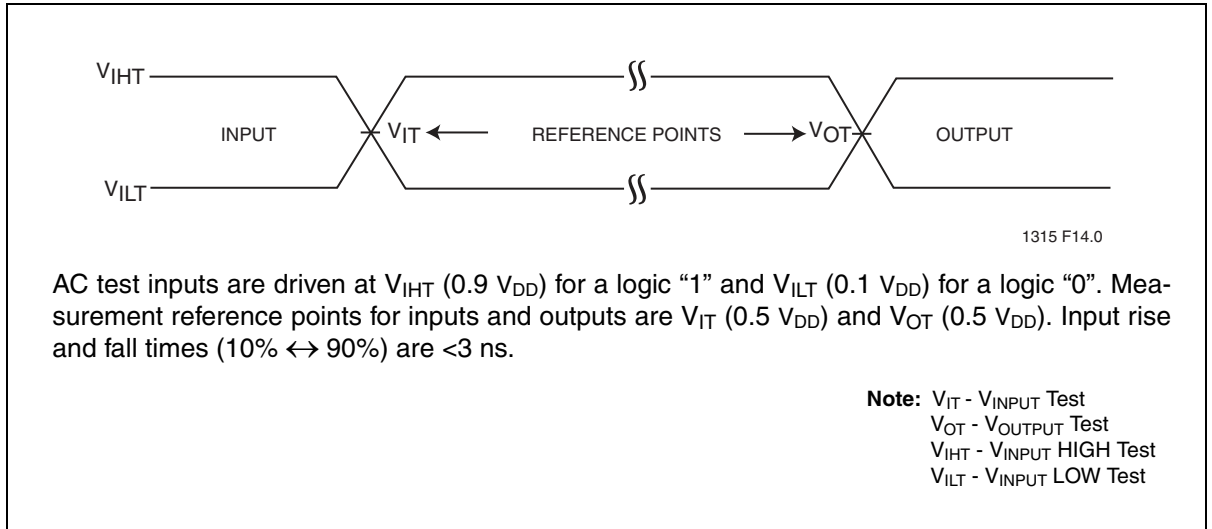 VIHT
INPUT VIT REFERENCE POINTS VOT OUTPUT
VILT
1315 F14.0
AC test inputs are driven at VIHT (0.9 VDD) for a logic “1” and VILT (0.1 VDD) for a logic “0”. Mea-
surement reference points for inputs and outputs are VIT (0.5 VDD) and VOT (0.5 VDD). Input rise
and fall times (10% ↔ 90%) are <3 ns.
Note: VIT - VINPUT Test
VOT - VOUTPUT Test
VIHT - VINPUT HIGH Test
VILT - VINPUT LOW Test